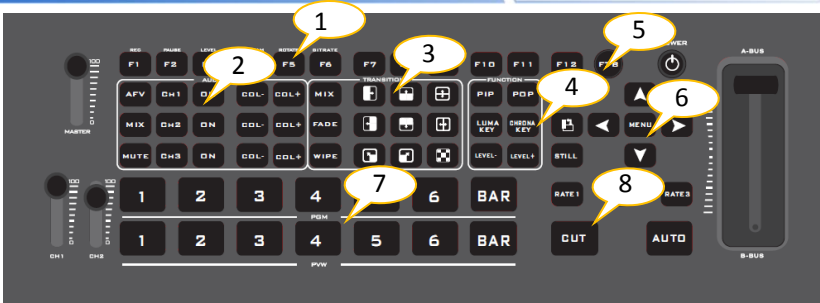 1 5
RED PAUSE LEVEL ROTATE BITRATE
F1 F2 F5 F6 F7 F10 F11 F12
A-BUS
100
MASTER
2 3 4 6
TRANSITION FUNCTION
AFV CH1 ON COL- COL+ MIX PIP POP
MIX CH2 ON COL- COL+ FADE LUMA KEY CHROMA KEY MENU
MUTE CH3 ON COL- COL+ WIPE LEVEL- LEVEL+ STILL
7 8
100 100
1 2 3 4 6 BAR RATE 1 RATE 3
PGM
1 2 3 4 5 6 BAR CUT AUTO
CH1 CH2
PVW
B-BUS